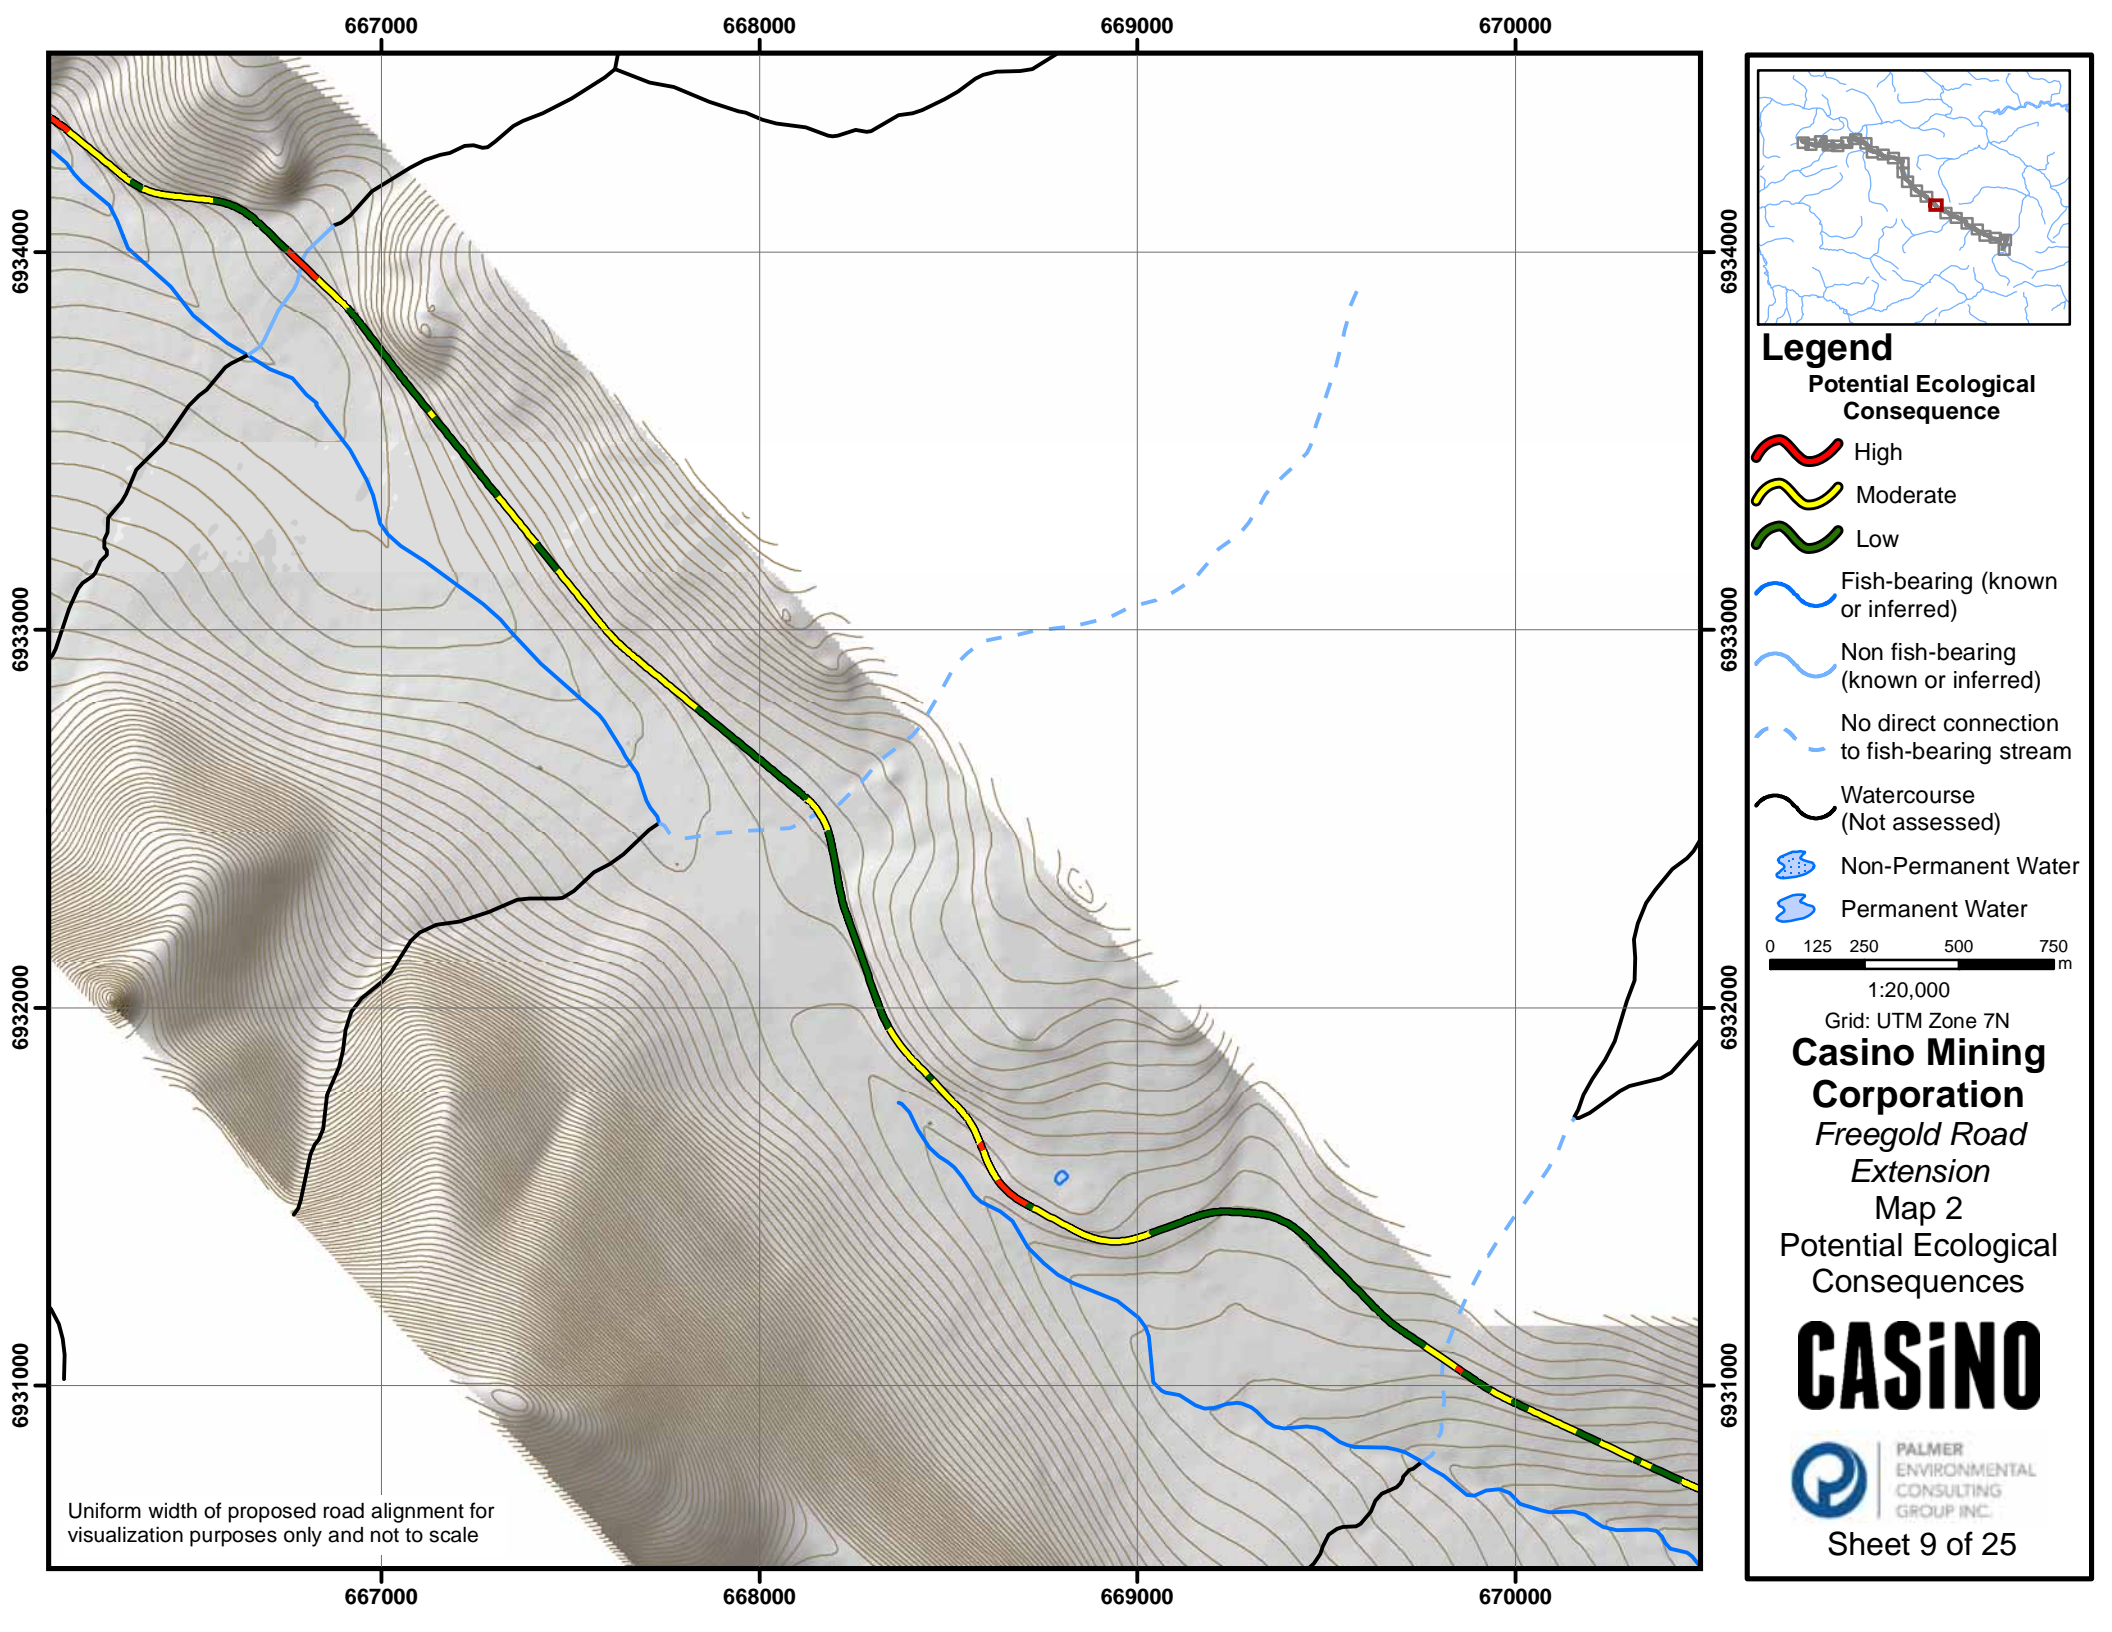 667000
668000
669000
670000
6934000
6933000
6932000
6931000
6934000
6933000
6932000
6931000
667000
668000
669000
670000
Uniform width of proposed road alignment for
visualization purposes only and not to scale
Legend
Potential Ecological
Consequence
High
Moderate
Low
Fish-bearing (known
or inferred)
Non fish-bearing
(known or inferred)
No direct connection
to fish-bearing stream
Watercourse
(Not assessed)
Non-Permanent Water
Permanent Water
0 125 250 500 750
m
1:20,000
Grid: UTM Zone 7N
Casino Mining
Corporation
Freegold Road
Extension
Map 2
Potential Ecological
Consequences
CASiNO
PALMER
ENVIRONMENTAL
CONSULTING
GROUP INC.
Sheet 9 of 25